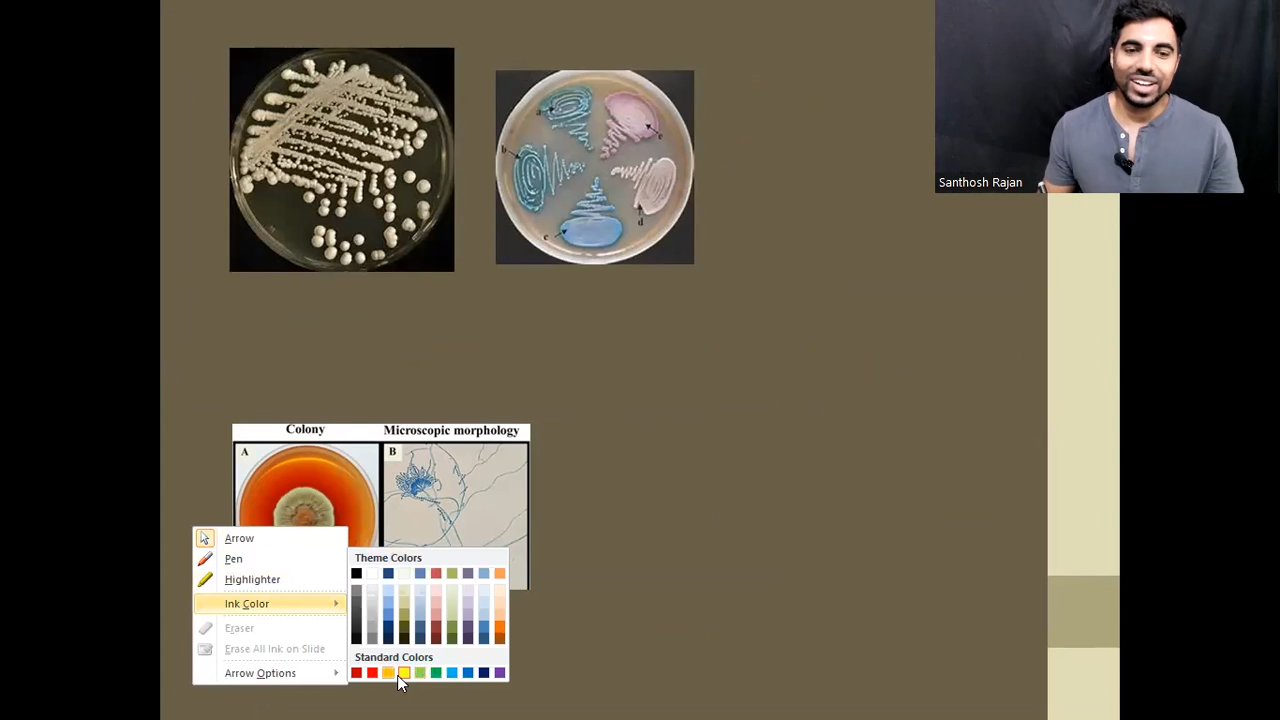 Santhosh Rajan
a
b
c
d
e
Colony
Microscopic morphology
A
B
Arrow
Pen
Highlighter
Ink Color
Eraser
Erase All Ink on Slide
Arrow Options
Theme Colors
Standard Colors